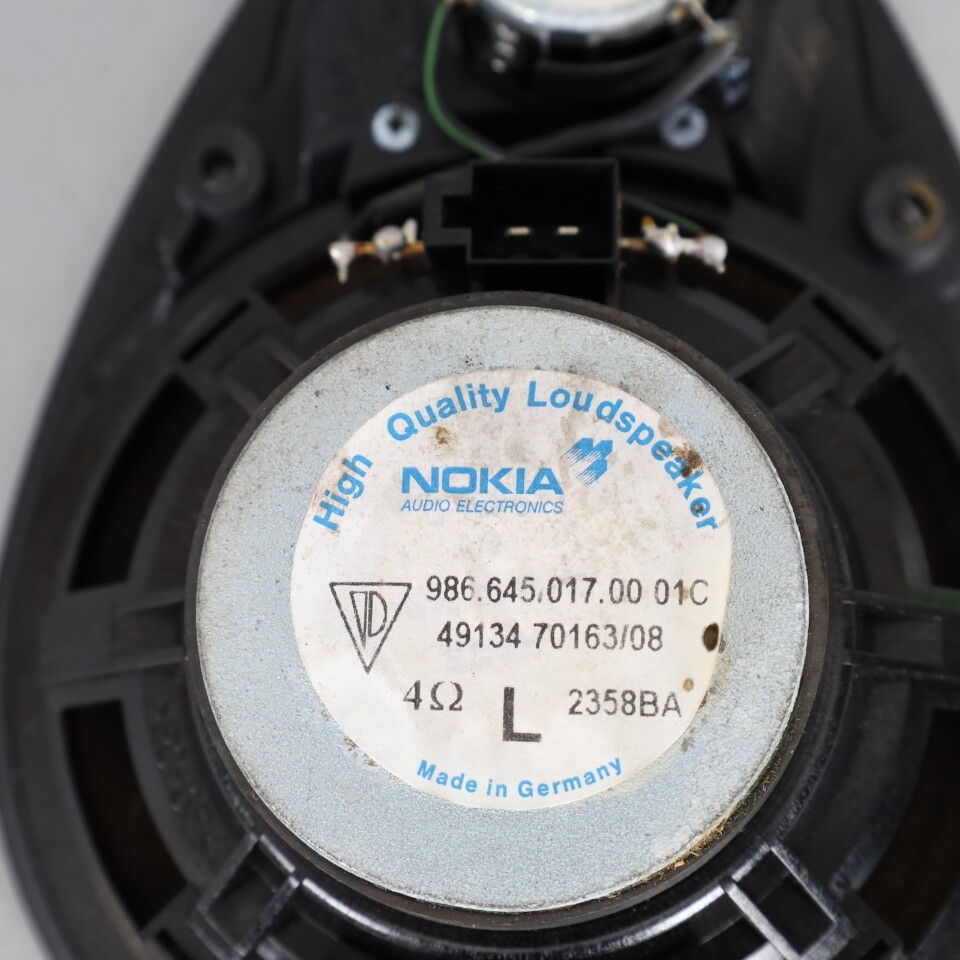 High Quality Loudspeaker
NOKIA
AUDIO ELECTRONICS
986.645.017.00 01C
49134 70163/08
4Ω L 2358BA
Made in Germany